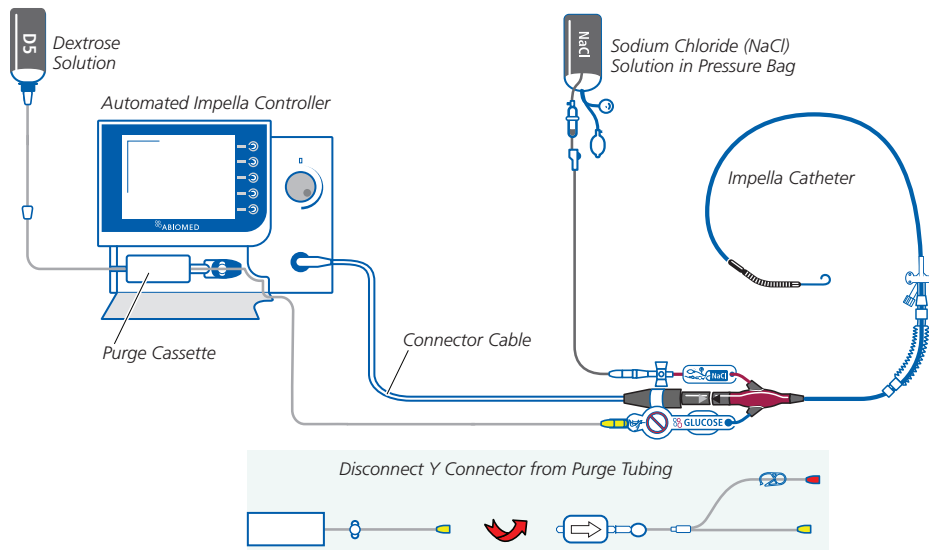 D5
Dextrose
Solution
Automated Impella Controller
ABIOMED
Purge Cassette
Connector Cable
NaCl
Sodium Chloride (NaCl)
Solution in Pressure Bag
Impella Catheter
NaCl
GLUCOSE
Disconnect Y Connector from Purge Tubing